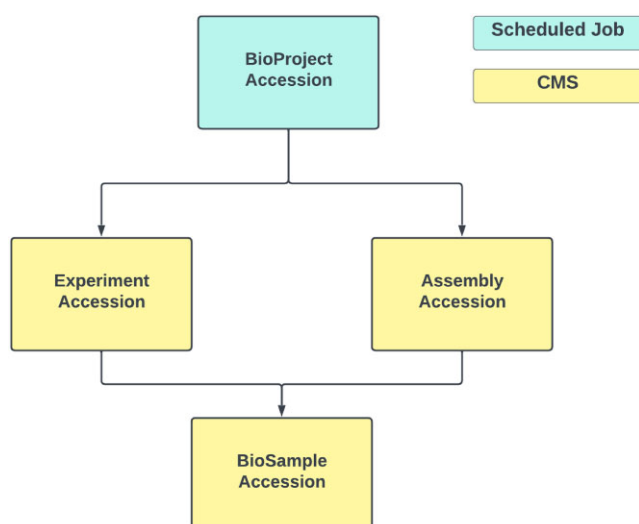 Scheduled Job
BioProject
Accession
CMS
Experiment
Accession
Assembly
Accession
BioSample
Accession